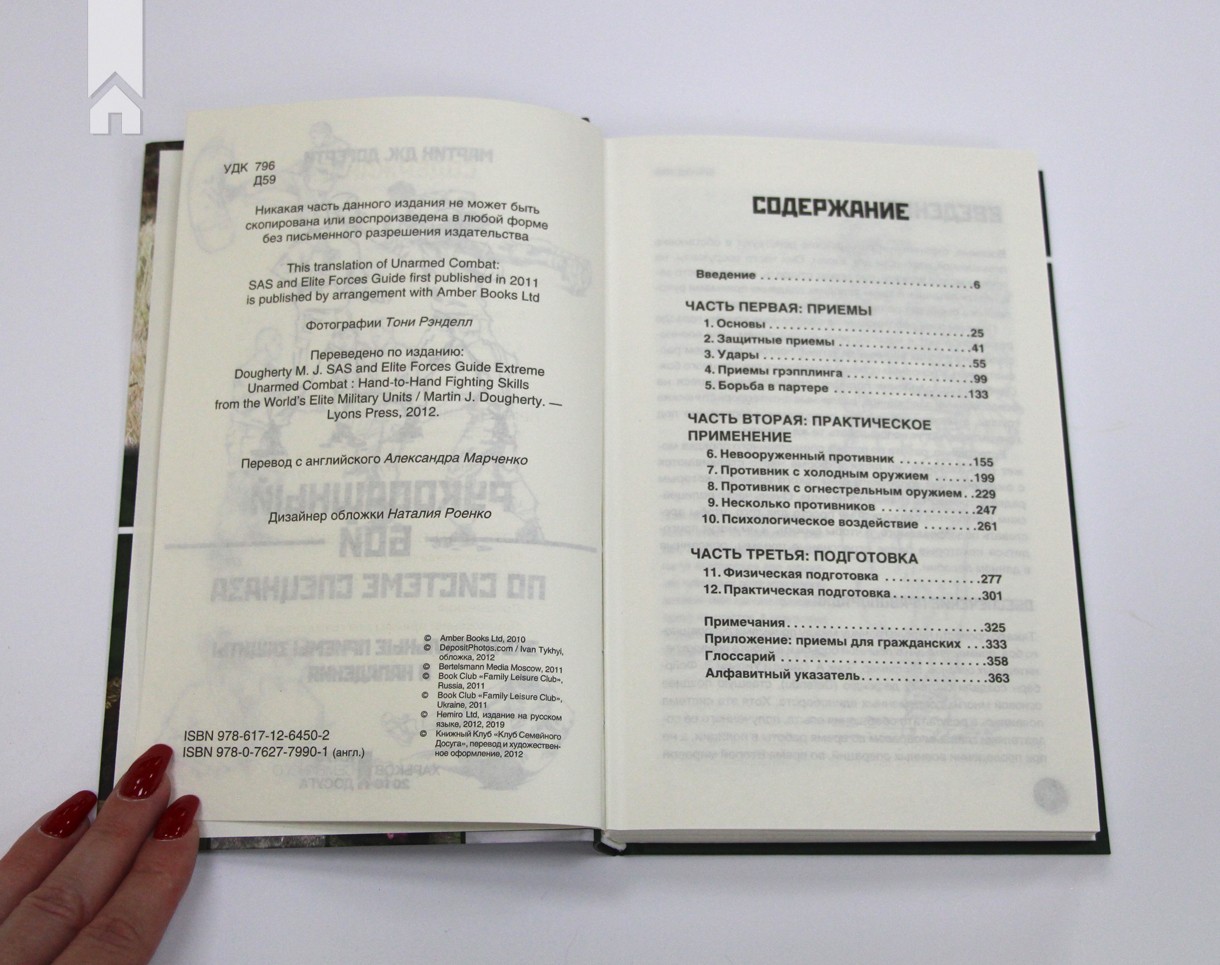 УДК 796
Д59
Никакая часть данного издания не может быть
скопирована или воспроизведена в любой форме
без письменного разрешения издательства
This translation of Unarmed Combat:
SAS and Elite Forces Guide first published in 2011
is published by arrangement with Amber Books Ltd
Фотографии Тони Рэнделл
Переведено по изданию:
Dougherty M. J. SAS and Elite Forces Guide Extreme
Unarmed Combat : Hand-to-Hand Fighting Skills
from the World's Elite Military Units / Martin J. Dougherty. —
Lyons Press, 2012.
Перевод с английского Александра Марченко
Дизайнер обложки Наталия Роенко
© Amber Books Ltd, 2010
© DepositPhotos.com / Ivan Tykhyi,
обложка, 2012
© Bertelsmann Media Moscow, 2011
© Book Club «Family Leisure Club»,
Russia, 2011
© Book Club «Family Leisure Club»,
Ukraine, 2011
© Hemiro Ltd, издание на русском
языке, 2012, 2019
© Книжный Клуб «Клуб Семейного
Досуга», перевод и художествен-
ное оформление, 2012
ISBN 978-617-12-6450-2
ISBN 978-0-7627-7990-1 (англ.)
СОДЕРЖАНИЕ
Введение . . . . . . . . . . . . . . . . . . . . . . . . . . . . . .6
ЧАСТЬ ПЕРВАЯ: ПРИЕМЫ
1. Основы . . . . . . . . . . . . . . . . . . . . . . . . . . . .25
2. Защитные приемы . . . . . . . . . . . . . . . . . . .41
3. Удары . . . . . . . . . . . . . . . . . . . . . . . . . . . . .55
4. Приемы грэпплинга . . . . . . . . . . . . . . . . . .99
5. Борьба в партере . . . . . . . . . . . . . . . . . . .133
ЧАСТЬ ВТОРАЯ: ПРАКТИЧЕСКОЕ
ПРИМЕНЕНИЕ
6. Невооруженный противник . . . . . . . . . .155
7. Противник с холодным оружием . . . . . .199
8. Противник с огнестрельным оружием. . .229
9. Несколько противников . . . . . . . . . . . . .247
10. Психологическое воздействие . . . . . . .261
ЧАСТЬ ТРЕТЬЯ: ПОДГОТОВКА
11. Физическая подготовка . . . . . . . . . . . .277
12. Практическая подготовка. . . . . . . . . . .301
Примечания. . . . . . . . . . . . . . . . . . . . . . . .325
Приложение: приемы для гражданских . . .333
Глоссарий . . . . . . . . . . . . . . . . . . . . . . . . .358
Алфавитный указатель. . . . . . . . . . . . . . .363